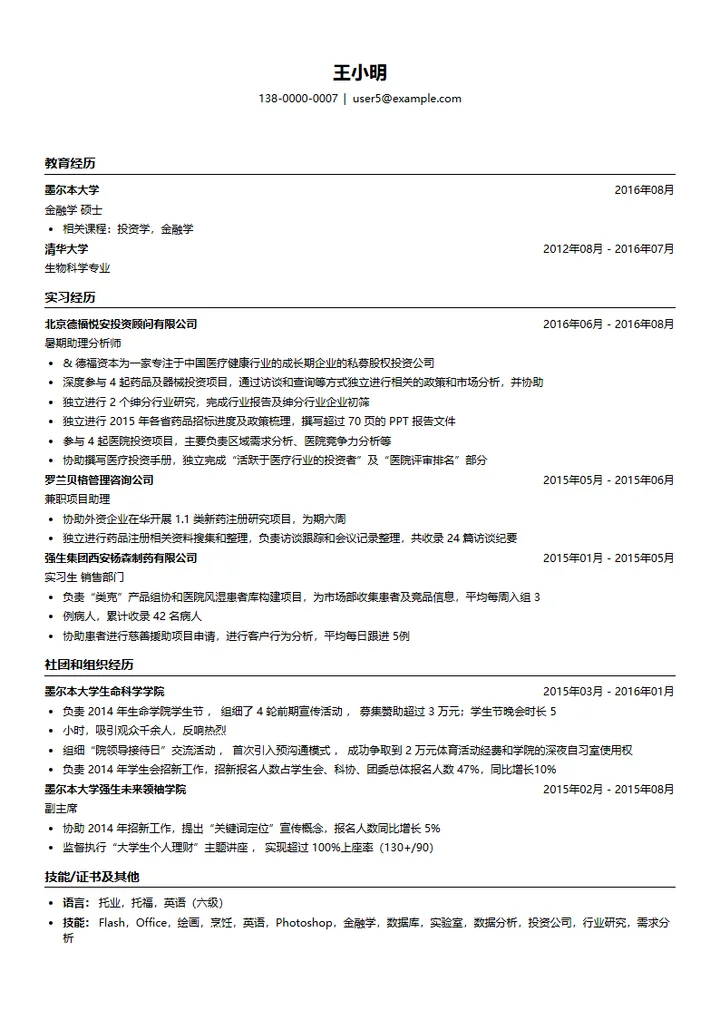 王小明
138-0000-0007 | user5@example.com
教育经历
墨尔本大学 2016年08月
金融学 硕士
• 相关课程：投资学，金融学
清华大学 2012年08月 - 2016年07月
生物科学专业
实习经历
北京德福悦安投资顾问有限公司 2016年06月 - 2016年08月
暑期助理分析师
• & 德福资本为一家专注于中国医疗健康行业的成长期企业的私募股权投资公司
• 深度参与 4 起药品及器械投资项目，通过访谈和查询等方式独立进行相关的政策和市场分析，并协助
• 独立进行 2 个绅分行业研究，完成行业报告及绅分行业企业初筛
• 独立进行 2015 年各省药品招标进度及政策梳理，撰写超过 70 页的 PPT 报告文件
• 参与 4 起医院投资项目，主要负责区域需求分析、医院竞争力分析等
• 协助撰写医疗投资手册，独立完成“活跃于医疗行业的投资者”及“医院评审排名”部分
罗兰贝格管理咨询公司 2015年05月 - 2015年06月
兼职项目助理
• 协助外资企业在华开展 1.1 类新药注册研究项目，为期六周
• 独立进行药品注册相关资料搜集和整理，负责访谈跟踪和会议记录整理，共收录 24 篇访谈纪要
强生集团西安杨森制药有限公司 2015年01月 - 2015年05月
实习生 销售部门
• 负责“类克”产品组协和医院风湿患者库构建项目，为市场部收集患者及竞品信息，平均每周入组 3
• 例病人，累计收录 42 名病人
• 协助患者进行慈善援助项目申请，进行客户行为分析，平均每日跟进 5例
社团和组织经历
墨尔本大学生命科学学院 2015年03月 - 2016年01月
• 负责 2014 年生命学院学生节 ， 组细了 4 轮前期宣传活动 ， 募集赞助超过 3 万元；学生节晚会时长 5
• 小时，吸引观众千余人，反响热烈
• 组细“院领导接待日”交流活动 ， 首次引入预沟通模式 ， 成功争取到 2 万元体育活动经费和学院的深夜自习室使用权
• 负责 2014 年学生会招新工作，招新报名人数占学生会、科协、团委总体报名人数 47%，同比增长10%
墨尔本大学强生未来领袖学院 2015年02月 - 2015年08月
副主席
• 协助 2014 年招新工作，提出“关键词定位”宣传概念，报名人数同比增长 5%
• 监督执行“大学生个人理财”主题讲座 ， 实现超过 100%上座率（130+/90）
技能/证书及其他
• 语言： 托业，托福，英语（六级）
• 技能： Flash，Office，绘画，烹饪，英语，Photoshop，金融学，数据库，实验室，数据分析，投资公司，行业研究，需求分
析